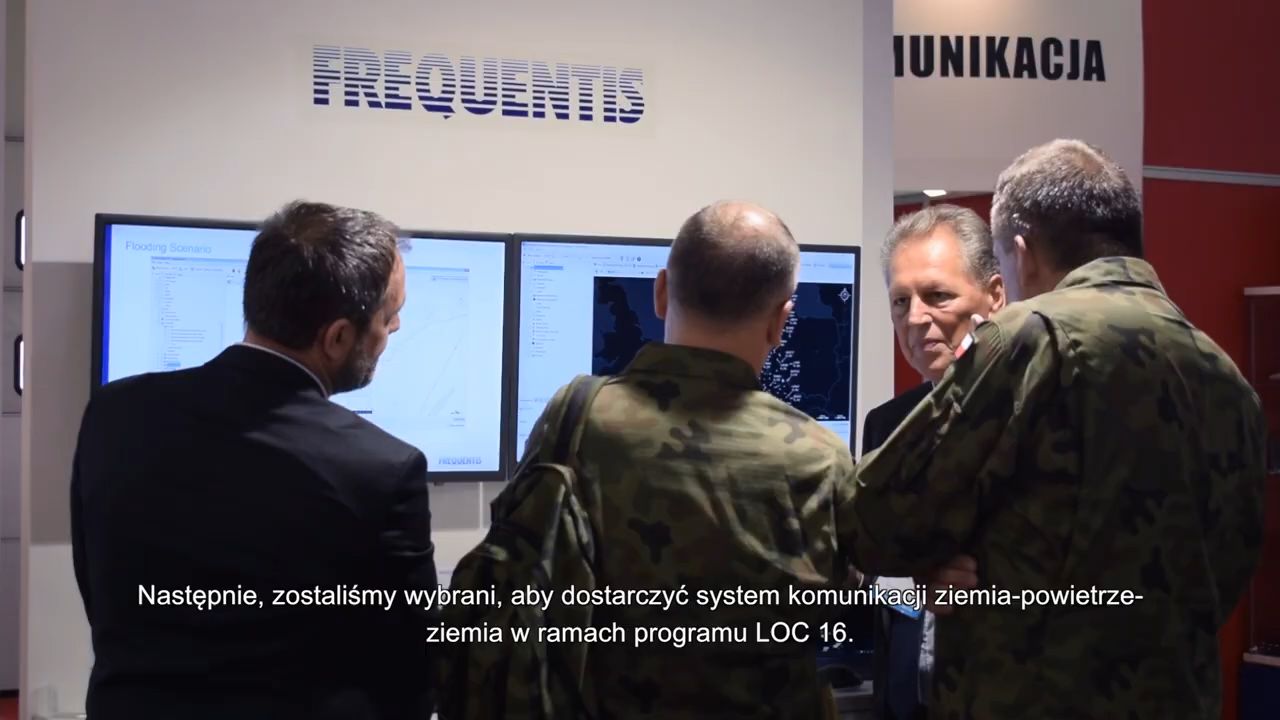 FREQUENTIS
MUNIKACJA
Flooding Scenario
FREQUENTIS
Następnie, zostaliśmy wybrani, aby dostarczyć system komunikacji ziemia-powietrze-
ziemia w ramach programu LOC 16.